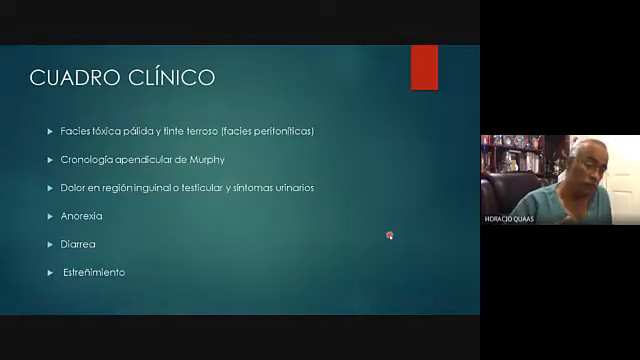 CUADRO CLÍNICO
Facies tóxica pálida y tinte terroso (facies peritoníticas)
Cronología apendicular de Murphy
Dolor en región inguinal o testicular y síntomas urinarios
Anorexia
Diarrea
Estreñimiento
HORACIO QUAAS